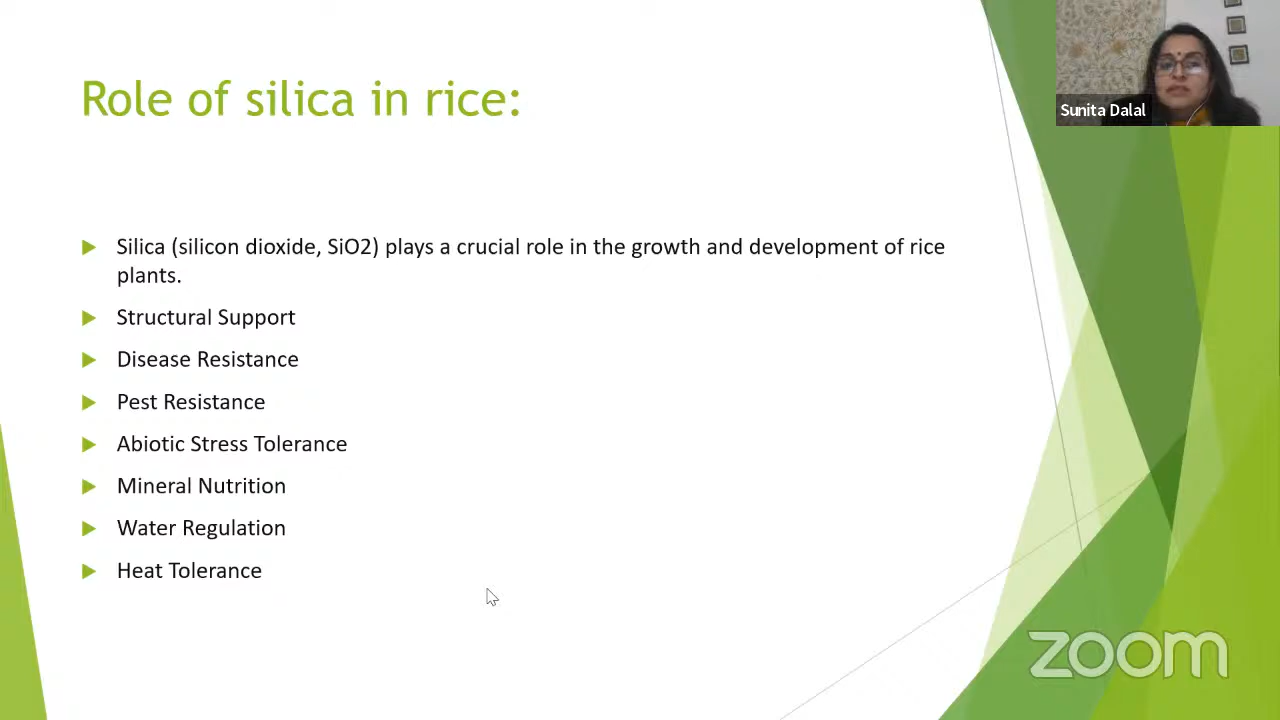 Role of silica in rice:
Sunita Dalal
Silica (silicon dioxide, SiO2) plays a crucial role in the growth and development of rice
plants.
Structural Support
Disease Resistance
Pest Resistance
Abiotic Stress Tolerance
Mineral Nutrition
Water Regulation
Heat Tolerance
zoom